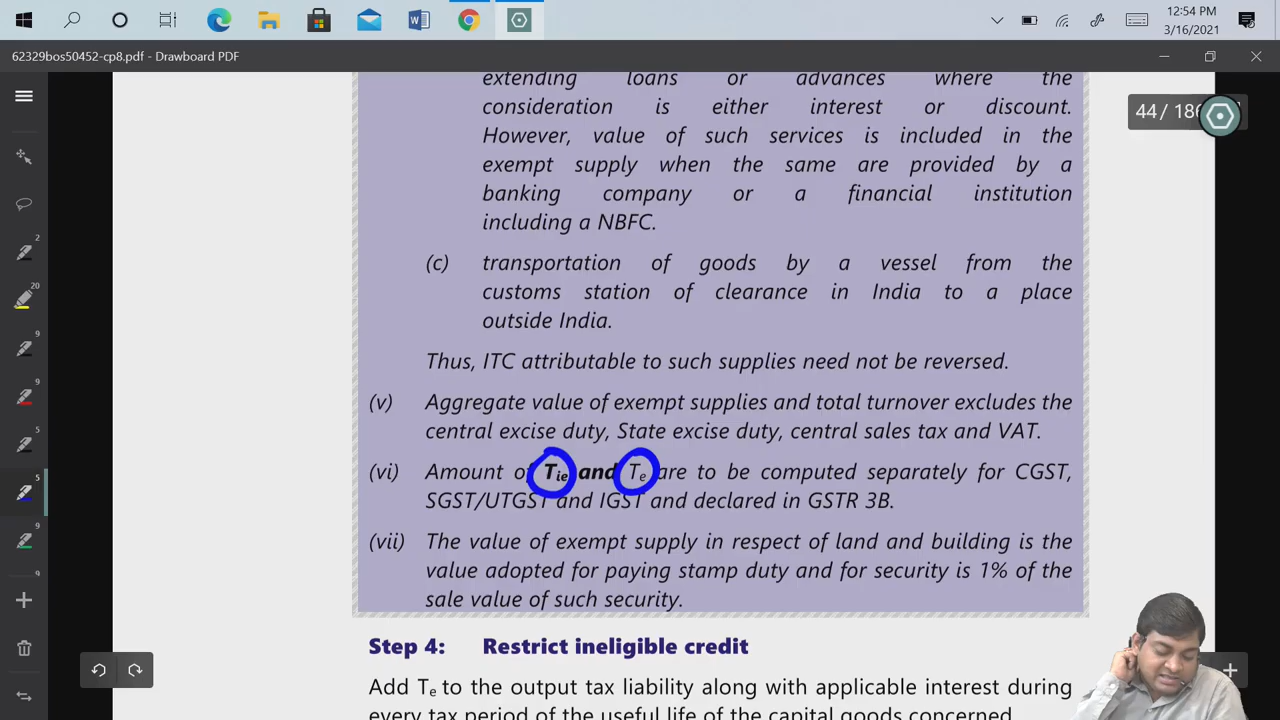 12:54 PM
3/16/2021
62329bos50452-cp8.pdf - Drawboard PDF
extending loans or advances where the
44 / 186
consideration is either interest or discount.
However, value of such services is included in the
exempt supply when the same are provided by a
banking company or a financial institution
including a NBFC.
(c) transportation of goods by a vessel from the
customs station of clearance in India to a place
outside India.
Thus, ITC attributable to such supplies need not be reversed.
(v) Aggregate value of exempt supplies and total turnover excludes the
central excise duty, State excise duty, central sales tax and VAT.
(vi) Amount of Tie and Te are to be computed separately for CGST,
SGST/UTGST and IGST and declared in GSTR 3B.
(vii) The value of exempt supply in respect of land and building is the
value adopted for paying stamp duty and for security is 1% of the
sale value of such security.
Step 4: Restrict ineligible credit
Add Te to the output tax liability along with applicable interest during
every tax period of the useful life of the capital goods concerned
2
20
9
9
5
5
9
9